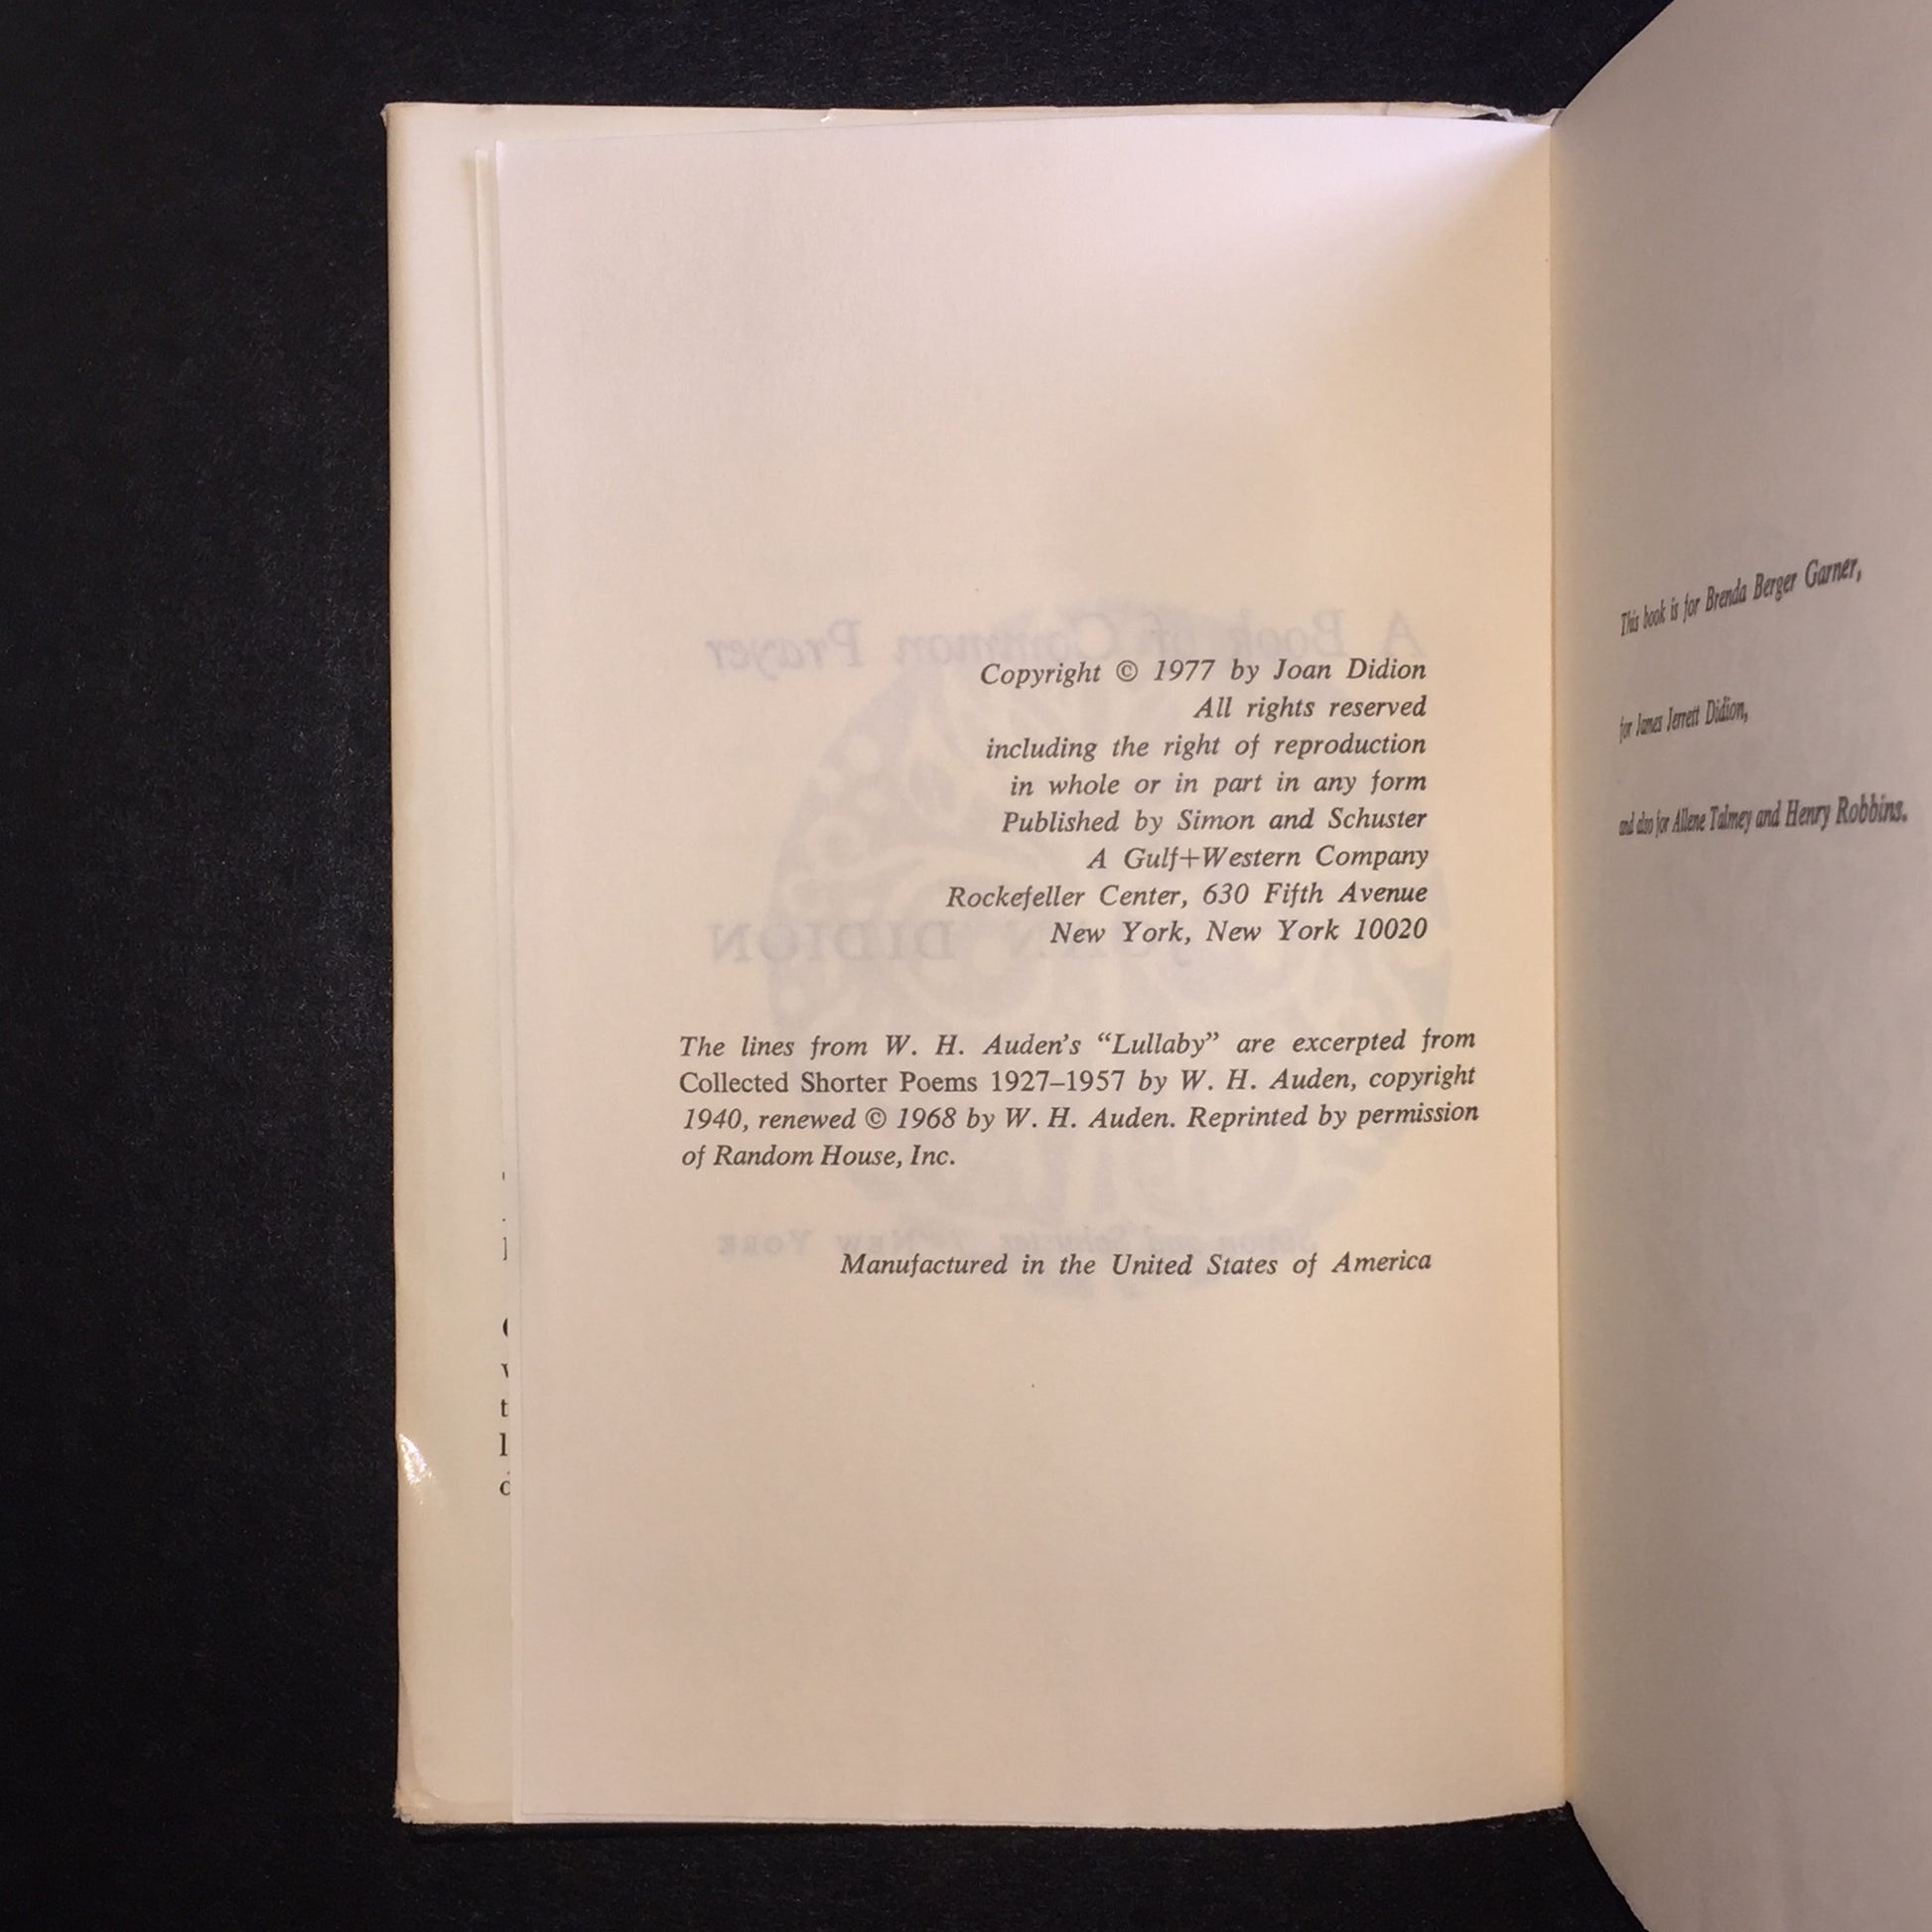 Copyright © 1977 by Joan Didion
All rights reserved
including the right of reproduction
in whole or in part in any form
Published by Simon and Schuster
A Gulf+Western Company
Rockefeller Center, 630 Fifth Avenue
New York, New York 10020
The lines from W. H. Auden's “Lullaby” are excerpted from
Collected Shorter Poems 1927–1957 by W. H. Auden, copyright
1940, renewed © 1968 by W. H. Auden. Reprinted by permission
of Random House, Inc.
Manufactured in the United States of America
This book is for Brenda Berger Garner,
for James Jerrett Didion,
and also for Allene Talmey and Henry Robbins.